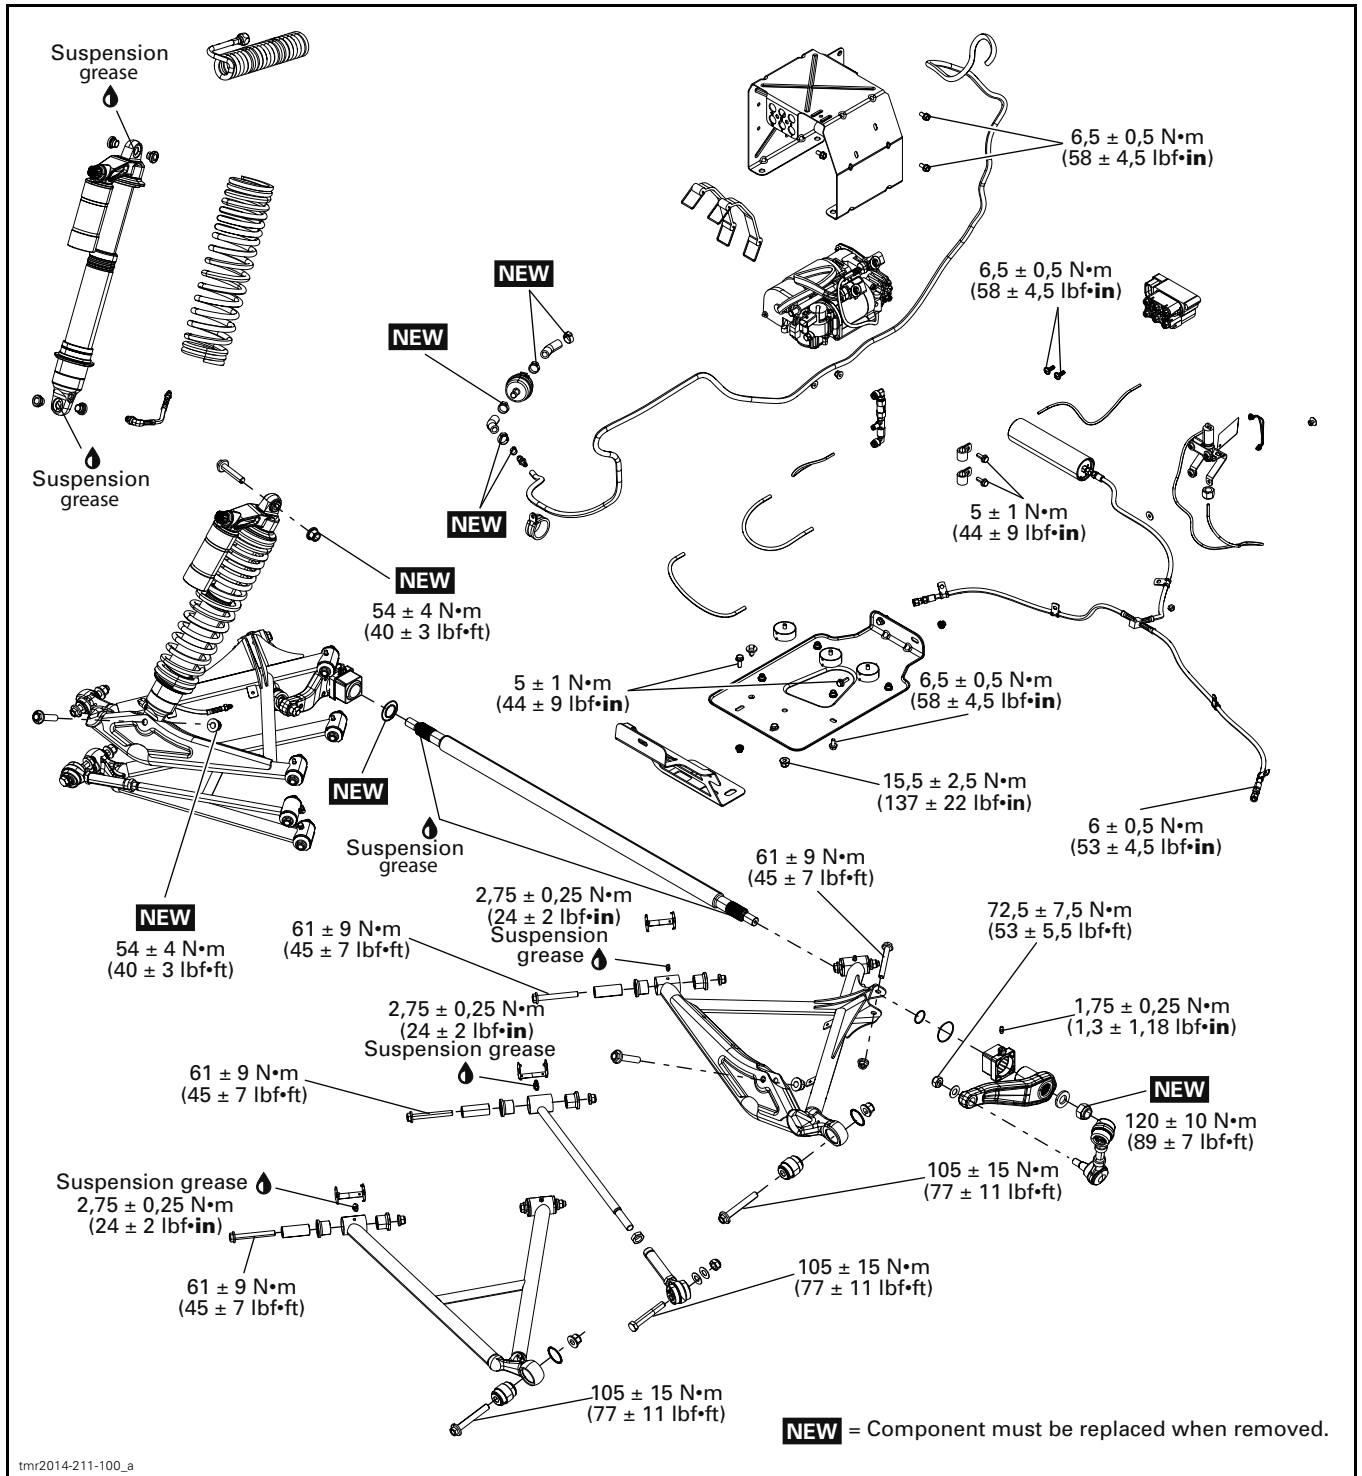 Suspension
grease
6,5 ± 0,5 N•m
(58 ± 4,5 lbf•in)
NEW
6,5 ± 0,5 N•m
(58 ± 4,5 lbf•in)
NEW
Suspension
grease
NEW
5 ± 1 N•m
(44 ± 9 lbf•in)
NEW
54 ± 4 N•m
(40 ± 3 lbf•ft)
5 ± 1 N•m
(44 ± 9 lbf•in)
6,5 ± 0,5 N•m
(58 ± 4,5 lbf•in)
NEW
15,5 ± 2,5 N•m
(137 ± 22 lbf•in)
6 ± 0,5 N•m
(53 ± 4,5 lbf•in)
Suspension
grease
61 ± 9 N•m
(45 ± 7 lbf•ft)
NEW
54 ± 4 N•m
(40 ± 3 lbf•ft)
61 ± 9 N•m
(45 ± 7 lbf•ft)
2,75 ± 0,25 N•m
(24 ± 2 lbf•in)
Suspension
grease
72,5 ± 7,5 N•m
(53 ± 5,5 lbf•ft)
2,75 ± 0,25 N•m
(24 ± 2 lbf•in)
Suspension grease
1,75 ± 0,25 N•m
(1,3 ± 1,18 lbf•in)
61 ± 9 N•m
(45 ± 7 lbf•ft)
NEW
120 ± 10 N•m
(89 ± 7 lbf•ft)
Suspension grease
2,75 ± 0,25 N•m
(24 ± 2 lbf•in)
105 ± 15 N•m
(77 ± 11 lbf•ft)
61 ± 9 N•m
(45 ± 7 lbf•ft)
105 ± 15 N•m
(77 ± 11 lbf•ft)
105 ± 15 N•m
(77 ± 11 lbf•ft)
NEW = Component must be replaced when removed.
tmr2014-211-100_a